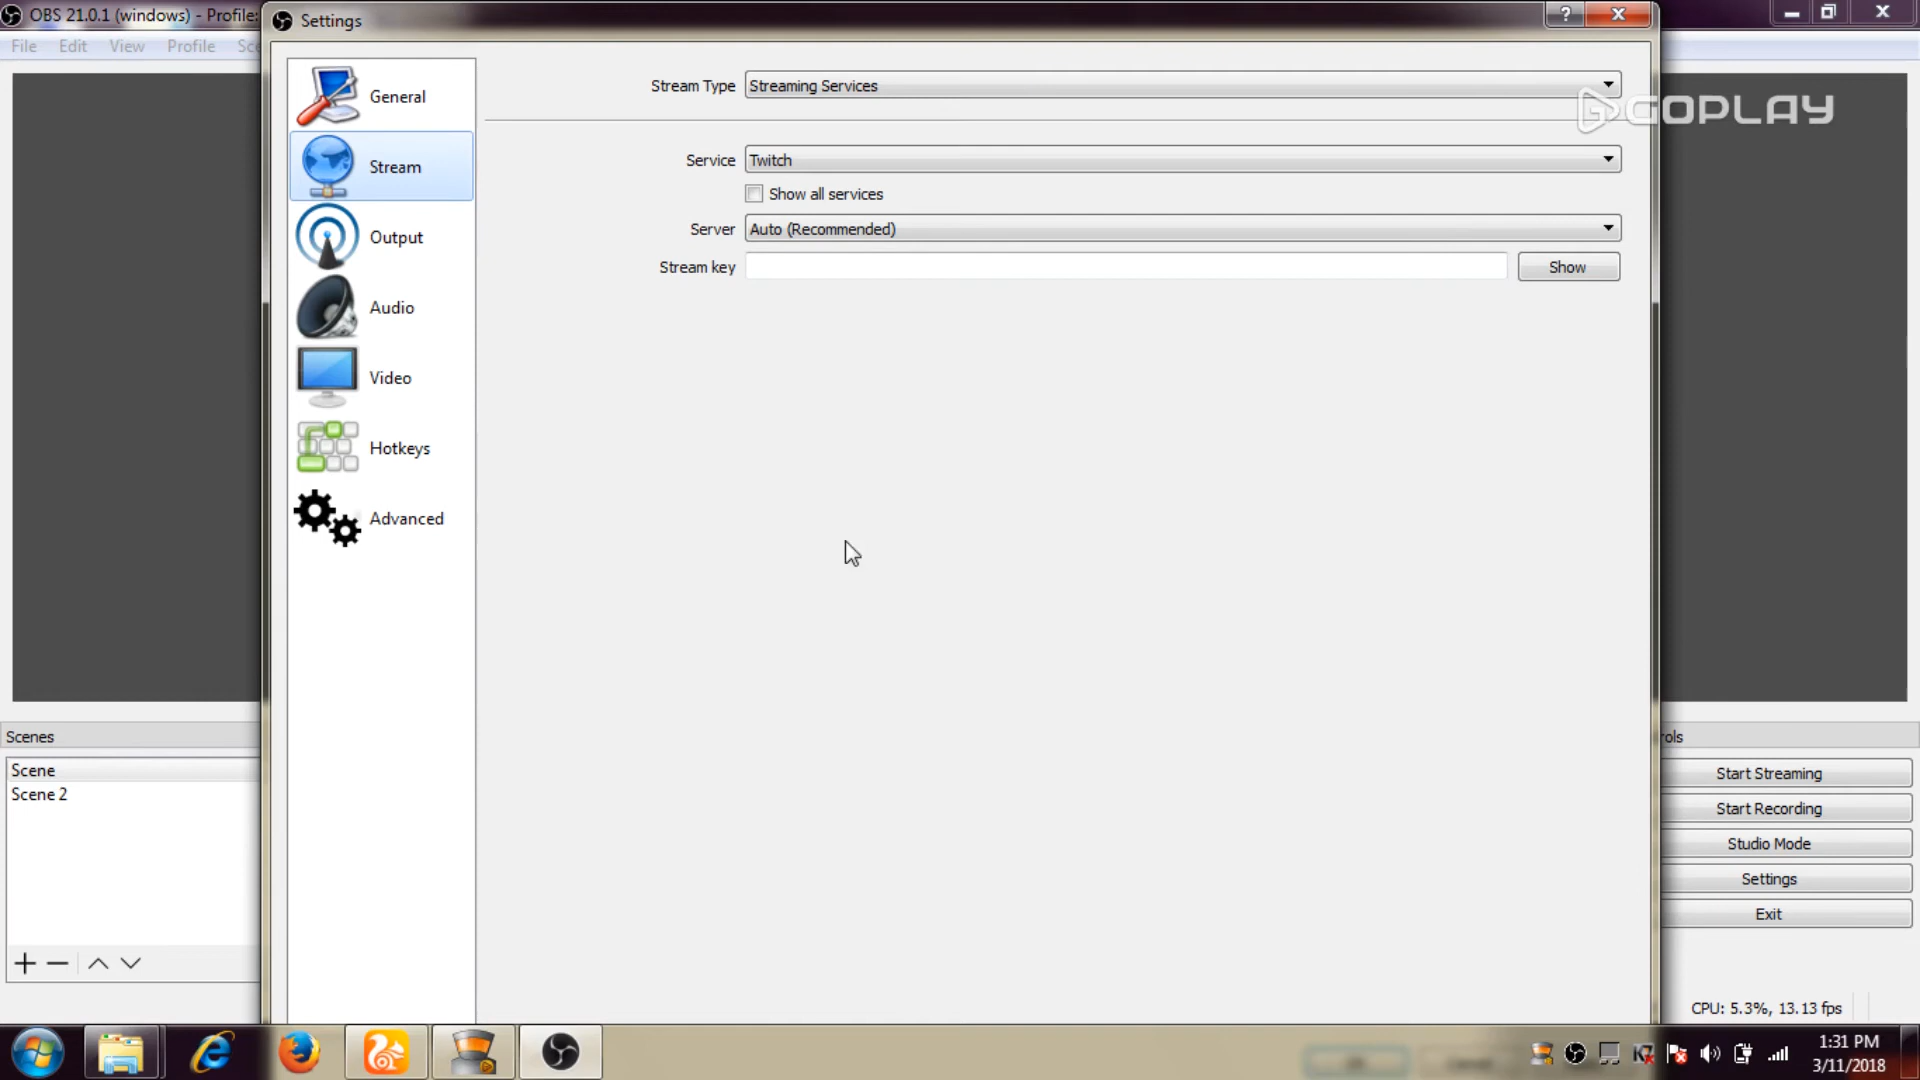 OBS 21.0.1 (windows) - Profile:
File Edit View Profile Sce
Settings
?
General
Stream
Output
Audio
Video
Hotkeys
Advanced
Stream Type Streaming Services
GOPLAY
Service Twitch
Show all services
Server Auto (Recommended)
Stream key
Show
Scenes
Scene
Scene 2
rols
Start Streaming
Start Recording
Studio Mode
Settings
Exit
CPU: 5.3%, 13.13 fps
1:31 PM
3/11/2018